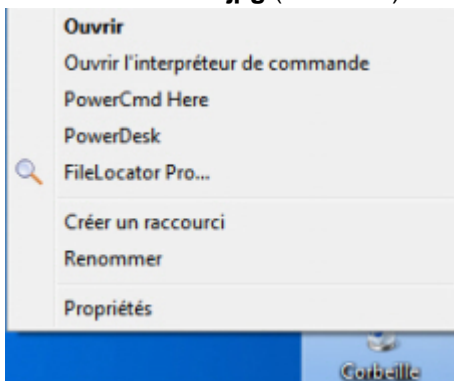 Ouvrir
Ouvrir l'interpréteur de commande
PowerCmd Here
PowerDesk
FileLocator Pro...
Créer un raccourci
Renommer
Propriétés
Corbeille